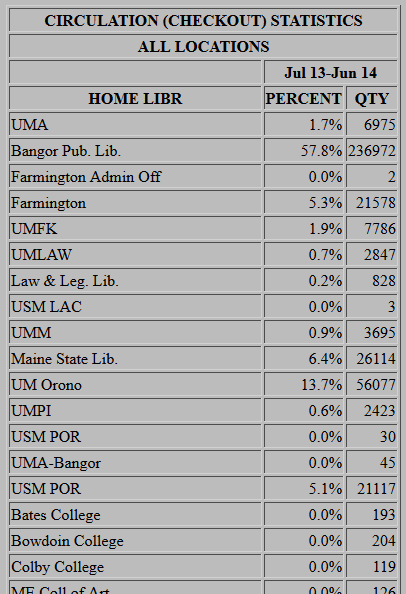 CIRCULATION (CHECKOUT) STATISTICS
ALL LOCATIONS
Jul 13-Jun 14
HOME LIBR PERCENT QTY
UMA 1.7% 6975
Bangor Pub. Lib. 57.8% 236972
Farmington Admin Off 0.0% 2
Farmington 5.3% 21578
UMFK 1.9% 7786
UMLAW 0.7% 2847
Law & Leg. Lib. 0.2% 828
USM LAC 0.0% 3
UMM 0.9% 3695
Maine State Lib. 6.4% 26114
UM Orono 13.7% 56077
UMPI 0.6% 2423
USM POR 0.0% 30
UMA-Bangor 0.0% 45
USM POR 5.1% 21117
Bates College 0.0% 193
Bowdoin College 0.0% 204
Colby College 0.0% 119
ME Coll of Art 0.0% 126